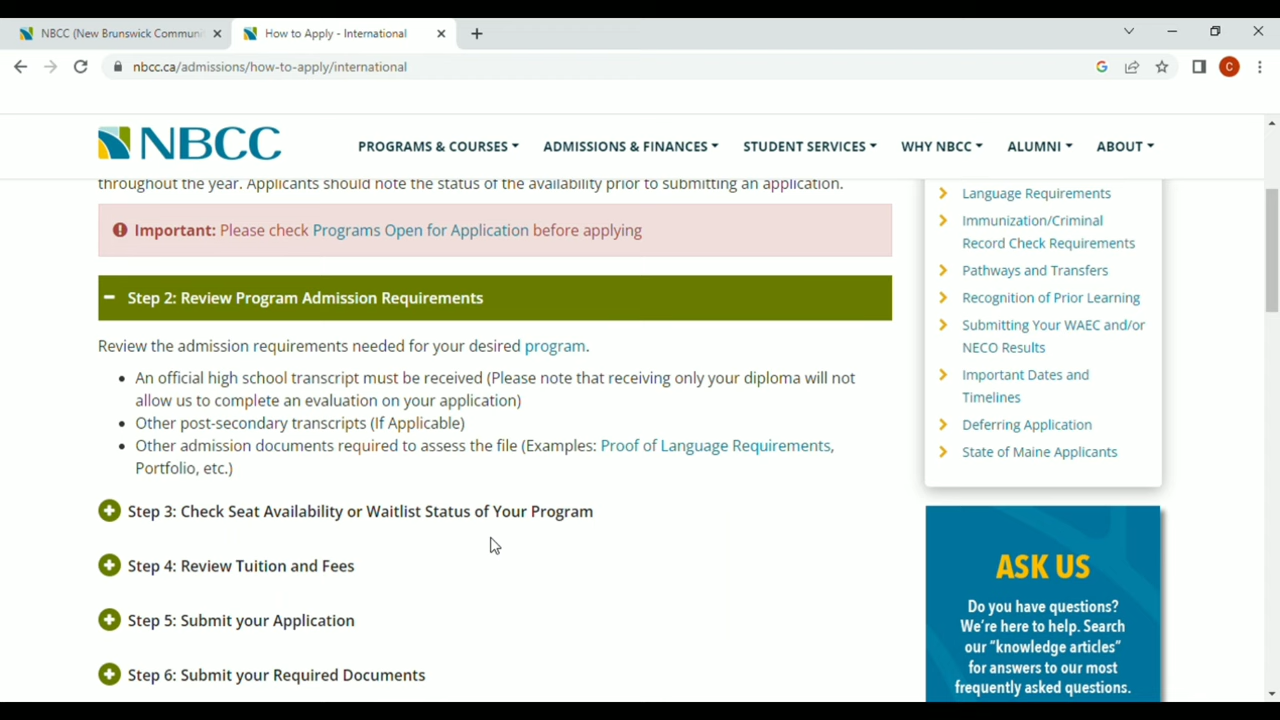 NBCC (New Brunswick Commun
How to Apply - International
nbcc.ca/admissions/how-to-apply/international
C
NBCC
PROGRAMS & COURSES
ADMISSIONS & FINANCES
STUDENT SERVICES
WHY NBCC
ALUMNI
ABOUT
throughout the year. Applicants should note the status of the availability prior to submitting an application.
Important: Please check Programs Open for Application before applying
Step 2: Review Program Admission Requirements
Review the admission requirements needed for your desired program.
An official high school transcript must be received (Please note that receiving only your diploma will not
allow us to complete an evaluation on your application)
Other post-secondary transcripts (If Applicable)
Other admission documents required to assess the file (Examples: Proof of Language Requirements,
Portfolio, etc.)
Step 3: Check Seat Availability or Waitlist Status of Your Program
Step 4: Review Tuition and Fees
Step 5: Submit your Application
Step 6: Submit your Required Documents
Language Requirements
Immunization/Criminal
Record Check Requirements
Pathways and Transfers
Recognition of Prior Learning
Submitting Your WAEC and/or
NECO Results
Important Dates and
Timelines
Deferring Application
State of Maine Applicants
ASK US
Do you have questions?
We're here to help. Search
our "knowledge articles"
for answers to our most
frequently asked questions.